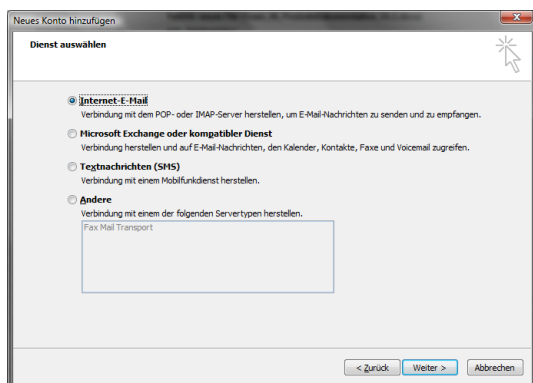 Neues Konto hinzufügen
Dienst auswählen
Internet-E-Mail
Verbindung mit dem POP- oder IMAP-Server herstellen, um E-Mail-Nachrichten zu senden und zu empfangen.
Microsoft Exchange oder kompatibler Dienst
Verbindung herstellen und auf E-Mail-Nachrichten, den Kalender, Kontakte, Faxe und Voicemail zugreifen.
Textnachrichten (SMS)
Verbindung mit einem Mobilfunkdienst herstellen.
Andere
Verbindung mit einem der folgenden Servertypen herstellen.
Fax Mail Transport
< Zurück Weiter > Abbrechen